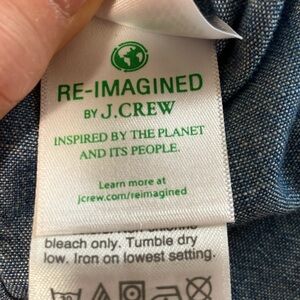 RE-IMAGINED
BY J.CREW
INSPIRED BY THE PLANET
AND ITS PEOPLE.
Learn more at
jcrew.com/reimagined
bleach only. Tumble dry
low. Iron on lowest setting.